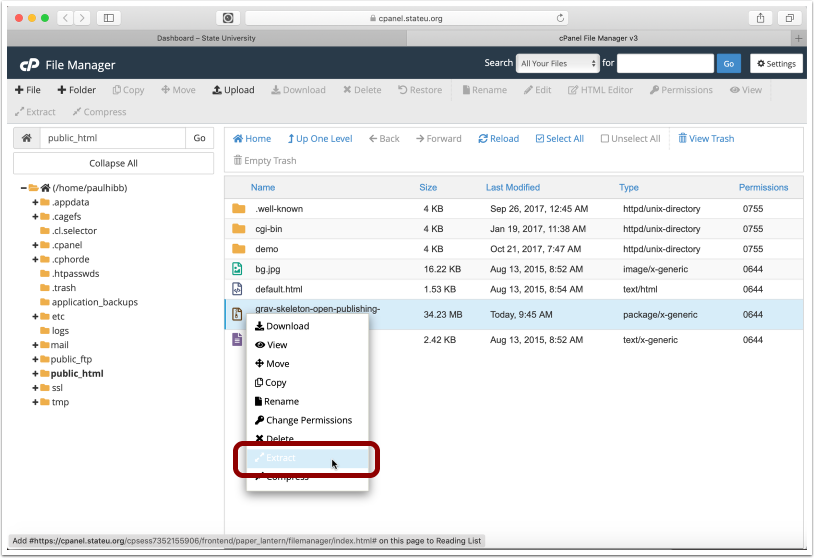 cpanel.stateu.org
Dashboard – State University
cPanel File Manager v3
cP File Manager
Search All Your Files for Go Settings
File Folder Copy Move Upload Download Delete Restore Rename Edit HTML Editor Permissions View
Extract Compress
public_html Go
Collapse All
(/home/paulhibb)
.appdata
.cagefs
.cl.selector
.cpanel
.cphorde
.htpasswds
.trash
application_backups
etc
logs
mail
public_ftp
public_html
ssl
tmp
Home Up One Level Back Forward Reload Select All Unselect All View Trash
Empty Trash
Name Size Last Modified Type Permissions
.well-known 4 KB Sep 26, 2017, 12:45 AM httpd/unix-directory 0755
cgi-bin 4 KB Jan 19, 2017, 11:38 AM httpd/unix-directory 0755
demo 4 KB Oct 21, 2017, 7:47 AM httpd/unix-directory 0755
bg.jpg 16.22 KB Aug 13, 2015, 8:52 AM image/x-generic 0644
default.html 1.53 KB Aug 13, 2015, 8:54 AM text/html 0644
grav-skeleton-open-publishing-
34.23 MB Today, 9:45 AM package/x-generic 0644
2.42 KB Aug 13, 2015, 8:52 AM text/x-generic 0644
Download
View
Move
Copy
Rename
Change Permissions
Delete
Extract
Compress
Add #https://cpanel.stateu.org/cpsess7352155906/frontend/paper_lantern/filemanager/index.html# on this page to Reading List